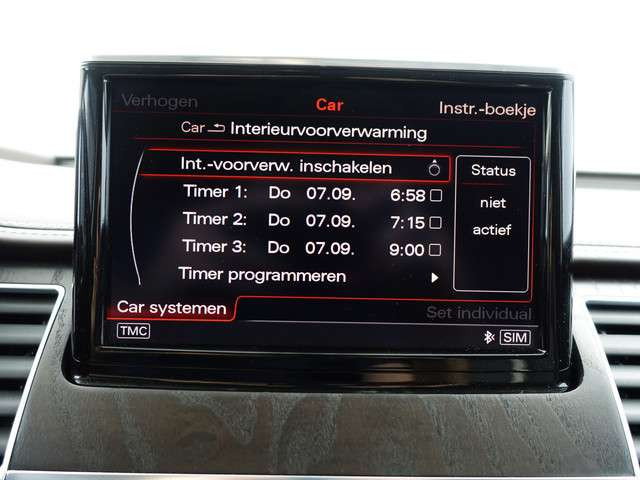 Verhogen Car Instr.-boekje
Car Interieurvoorverwarming
Int.-voorverw. inschakelen
Timer 1: Do 07.09. 6:58
Timer 2: Do 07.09. 7:15
Timer 3: Do 07.09. 9:00
Timer programmeren
Status
niet
actief
Car systemen Set individual
TMC SIM